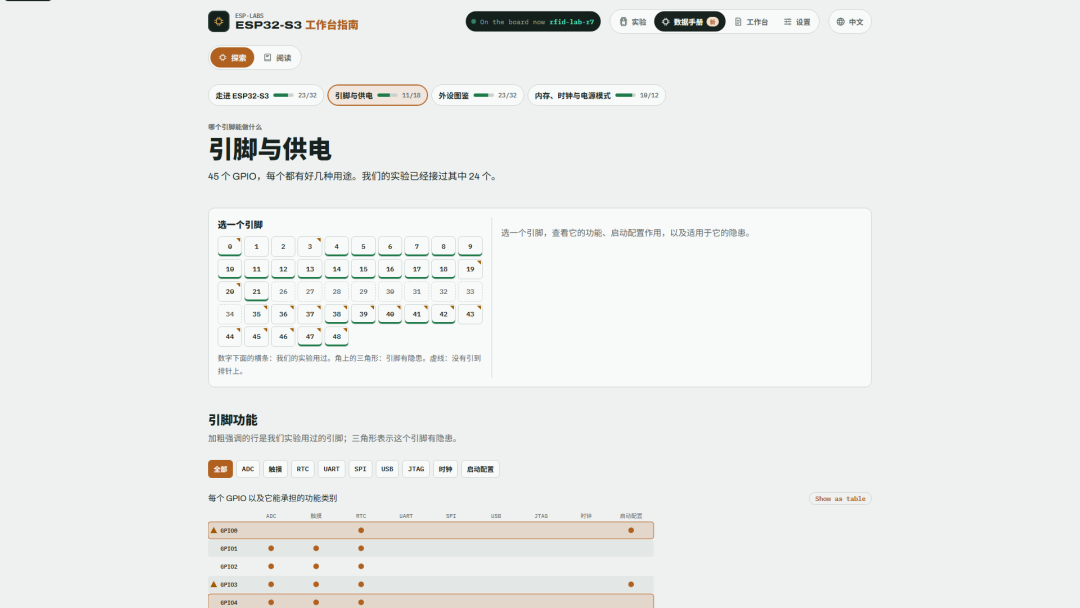 ESP-LABS
ESP32-S3 工作台指南
On the board now rfid-lab-r7
实验
数据手册 新
工作台
设置
中文
探索
阅读
走进 ESP32-S3 23/32
引脚与供电 11/18
外设图鉴 23/32
内存、时钟与电源模式 10/12
哪个引脚能做什么
引脚与供电
45 个 GPIO，每个都有好几种用途。我们的实验已经接过其中 24 个。
选一个引脚
0 1 2 3 4 5 6 7 8 9
10 11 12 13 14 15 16 17 18 19
20 21 26 27 28 29 30 31 32 33
34 35 36 37 38 39 40 41 42 43
44 45 46 47 48
数字下面的横条：我们的实验用过。角上的三角形：引脚有隐患。虚线：没有引到
排针上。
选一个引脚，查看它的功能、启动配置作用，以及适用于它的隐患。
引脚功能
加粗强调的行是我们实验用过的引脚；三角形表示这个引脚有隐患。
全部 ADC 触摸 RTC UART SPI USB JTAG 时钟 启动配置
每个 GPIO 以及它能承担的功能类别
Show as table
ADC 触摸 RTC UART SPI USB JTAG 时钟 启动配置
GPIO0
GPIO1
GPIO2
GPIO3
GPIO4